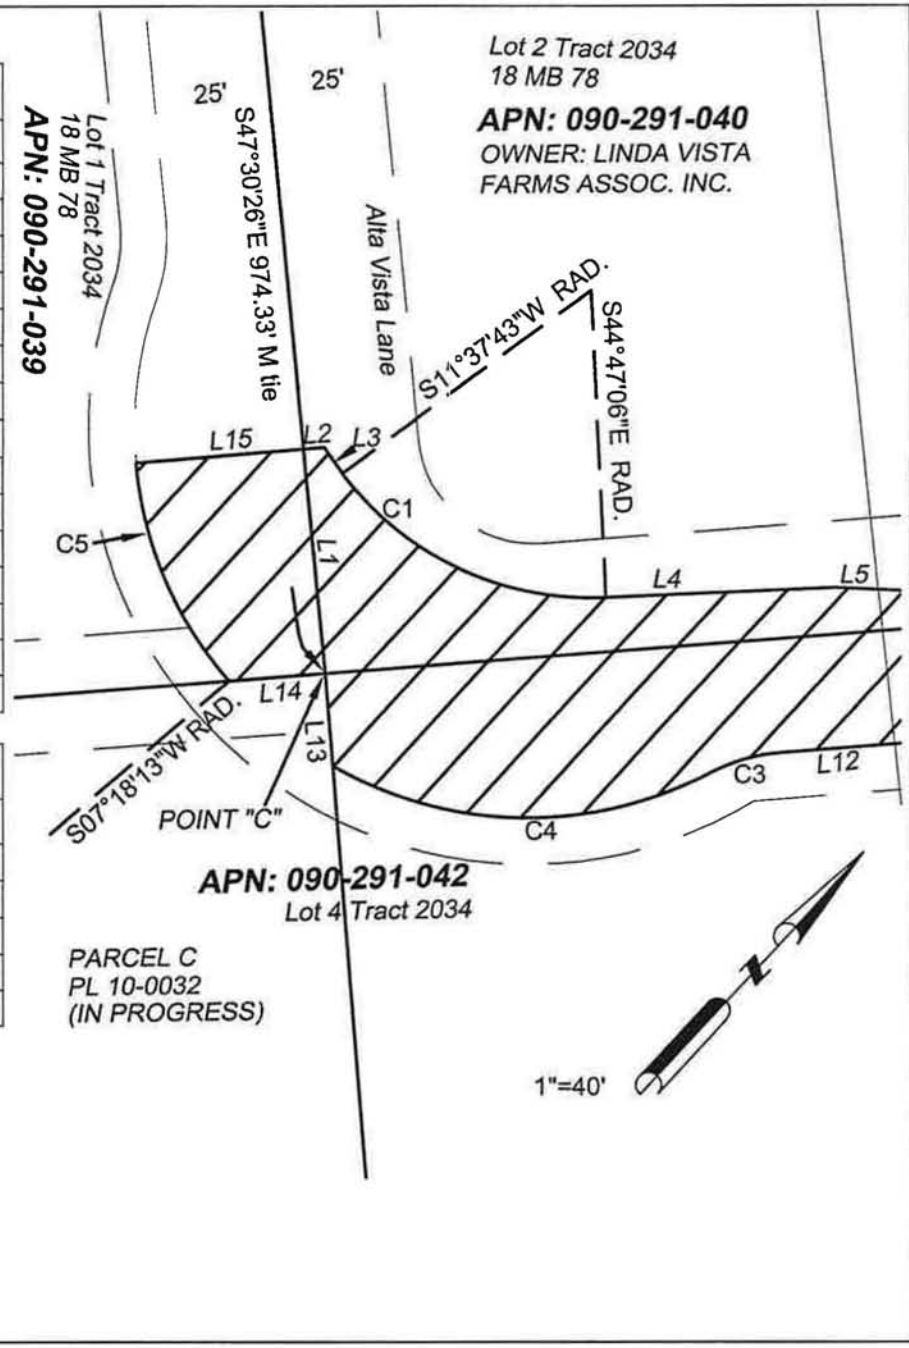 Lot 2 Tract 2034
18 MB 78
APN: 090-291-040
OWNER: LINDA VISTA
FARMS ASSOC. INC.
25'
25'
Lot 1 Tract 2034
18 MB 78
APN: 090-291-039
S47°30'26"E 974.33' M tie
Alta Vista Lane
S11°37'43"W RAD.
S44°47'06"E RAD.
L15
L2
L3
C1
C5
L1
L4
L5
L14
L13
S07°18'13"W RAD.
POINT "C"
C3
L12
C4
APN: 090-291-042
Lot 4 Tract 2034
PARCEL C
PL 10-0032
(IN PROGRESS)
N
1"=40'